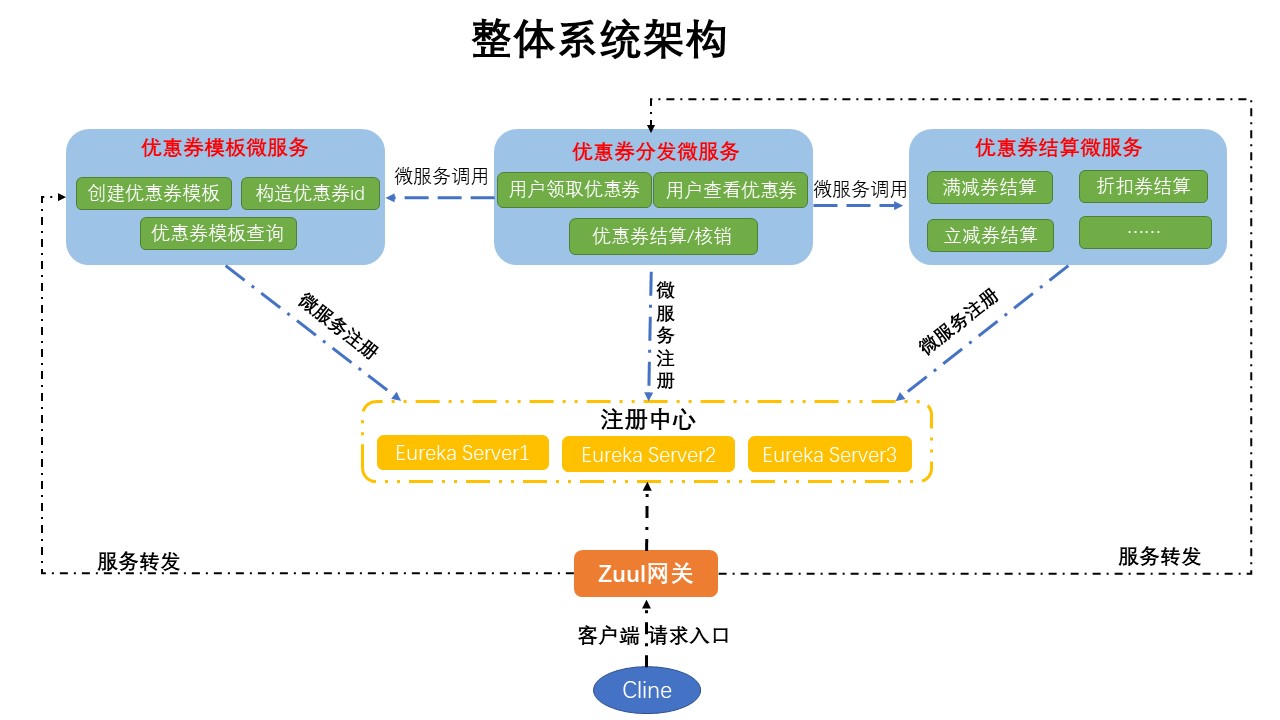 整体系统架构
优惠券模板微服务
创建优惠券模板
构造优惠券id
优惠券模板查询
微服务调用
优惠券分发微服务
用户领取优惠券
用户查看优惠券
优惠券结算/核销
微服务调用
优惠券结算微服务
满减券结算
折扣券结算
立减券结算
……
微服务注册
微服务注册
微服务注册
注册中心
Eureka Server1
Eureka Server2
Eureka Server3
服务转发
Zuul网关
服务转发
客户端 请求入口
Cline